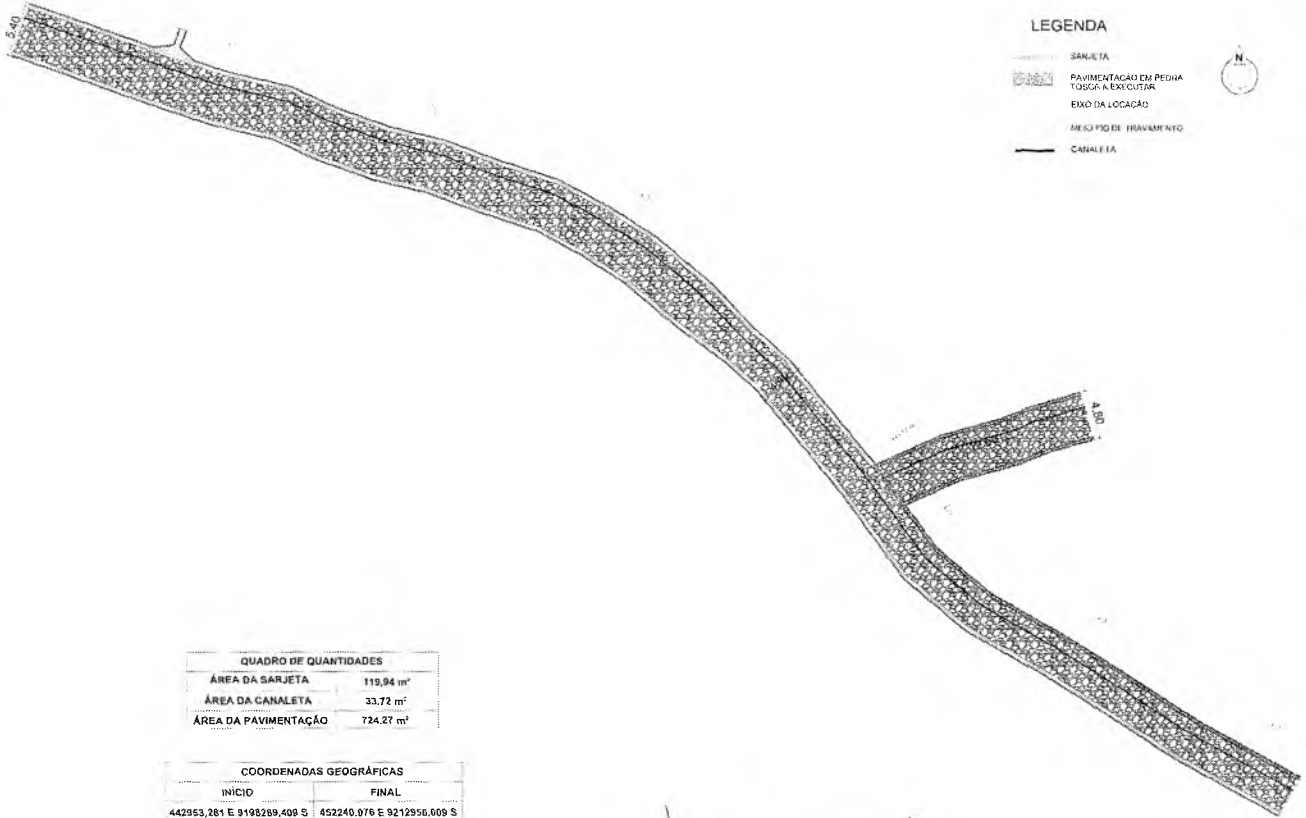 5,40
LEGENDA
SARJETA
PAVIMENTAÇÃO EM PEDRA
TOSCA A EXECUTAR
EIXO DA LOCAÇÃO
MEIO FIO DE TRAVAMENTO
CANALETA
N
4,80
QUADRO DE QUANTIDADES
ÁREA DA SARJETA 119,94 m²
ÁREA DA CANALETA 33,72 m²
ÁREA DA PAVIMENTAÇÃO 724,27 m²
COORDENADAS GEOGRÁFICAS
INÍCIO FINAL
442953,281 E 9198289,409 S 452240,076 E 9212956,009 S